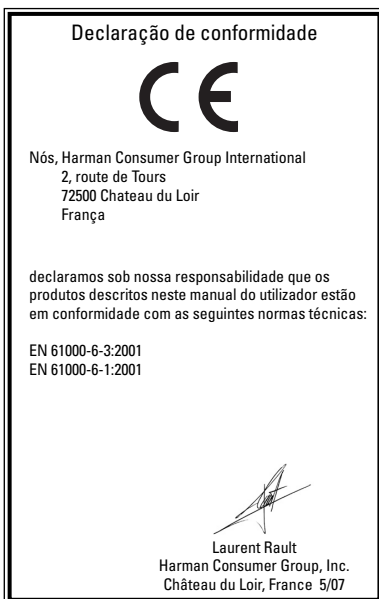 Declaração de conformidade
CE
Nós, Harman Consumer Group International
2, route de Tours
72500 Chateau du Loir
França
declaramos sob nossa responsabilidade que os
produtos descritos neste manual do utilizador estão
em conformidade com as seguintes normas técnicas:
EN 61000-6-3:2001
EN 61000-6-1:2001
Laurent Rault
Harman Consumer Group, Inc.
Château du Loir, France 5/07